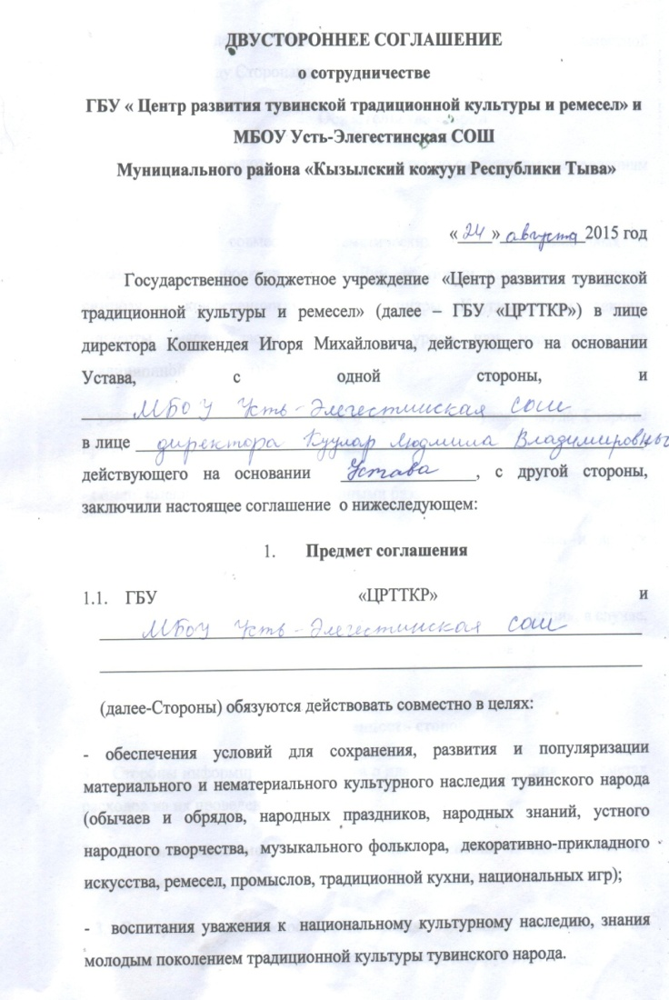 ДВУСТОРОННЕЕ СОГЛАШЕНИЕ
о сотрудничестве
ГБУ « Центр развития тувинской традиционной культуры и ремесел» и
МБОУ Усть-Элегестинская СОШ
Муниципального района «Кызылский кожуун Республики Тыва»
«24» августа 2015 год
Государственное бюджетное учреждение «Центр развития тувинской
традиционной культуры и ремесел» (далее – ГБУ «ЦРТТКР») в лице
директора Кошкендея Игоря Михайловича, действующего на основании
Устава, с одной стороны, и
МБОУ Усть-Элегестинская СОШ
в лице директора Куулар Людмила Владимировны
действующего на основании Устава, с другой стороны,
заключили настоящее соглашение о нижеследующем:
1. Предмет соглашения
1.1. ГБУ «ЦРТТКР» и
МБОУ Усть-Элегестинская СОШ
(далее-Стороны) обязуются действовать совместно в целях:
- обеспечения условий для сохранения, развития и популяризации
материального и нематериального культурного наследия тувинского народа
(обычаев и обрядов, народных праздников, народных знаний, устного
народного творчества, музыкального фольклора, декоративно-прикладного
искусства, ремесел, промыслов, традиционной кухни, национальных игр);
- воспитания уважения к национальному культурному наследию, знания
молодым поколением традиционной культуры тувинского народа.